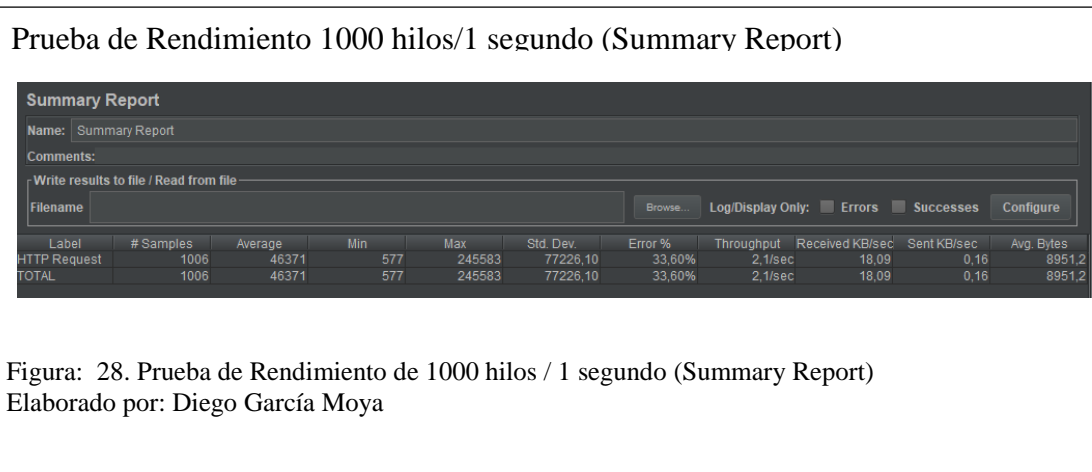 Prueba de Rendimiento 1000 hilos/1 segundo (Summary Report)
Summary Report
Name: Summary Report
Comments:
Write results to file / Read from file
Filename Browse... Log/Display Only: Errors Successes Configure
Label # Samples Average Min Max Std. Dev. Error % Throughput Received KB/sec Sent KB/sec Avg. Bytes
HTTP Request 1006 46371 577 245583 77226,10 33,60% 2,1/sec 18,09 0,16 8951,2
TOTAL 1006 46371 577 245583 77226,10 33,60% 2,1/sec 18,09 0,16 8951,2
Figura: 28. Prueba de Rendimiento de 1000 hilos / 1 segundo (Summary Report)
Elaborado por: Diego García Moya